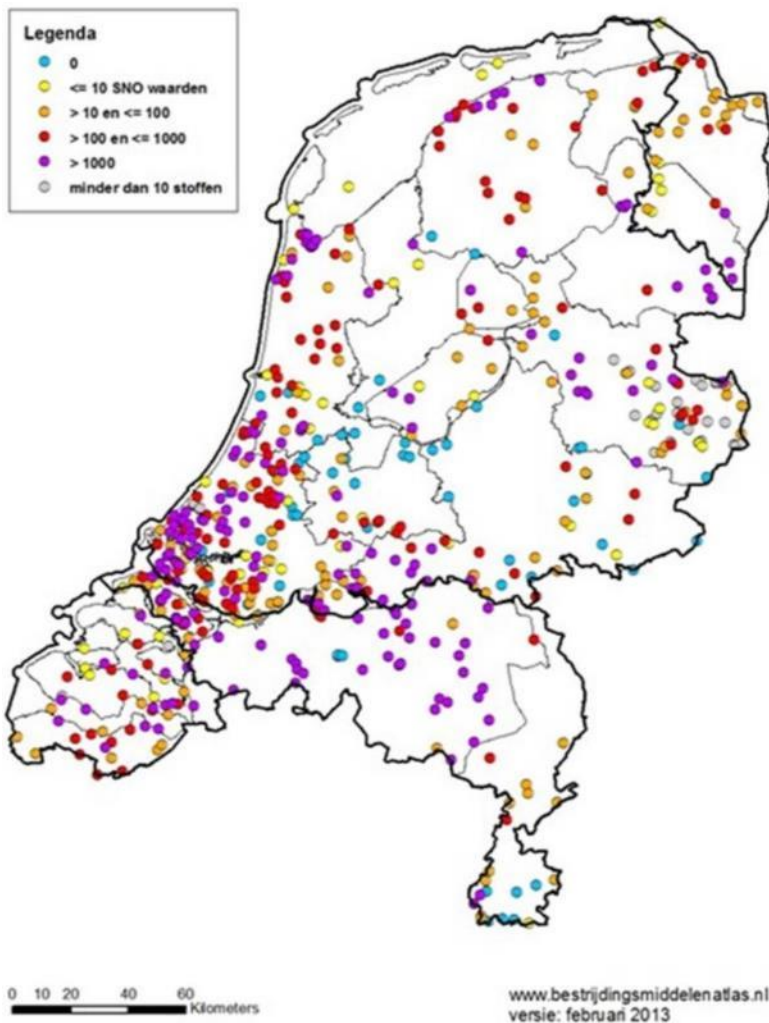 Legenda
0
<= 10 SNO waarden
> 10 en <= 100
> 100 en <= 1000
> 1000
minder dan 10 stoffen
0 10 20 40 60
Kilometers
www.bestrijdingsmiddelenatlas.nl
versie: februari 2013